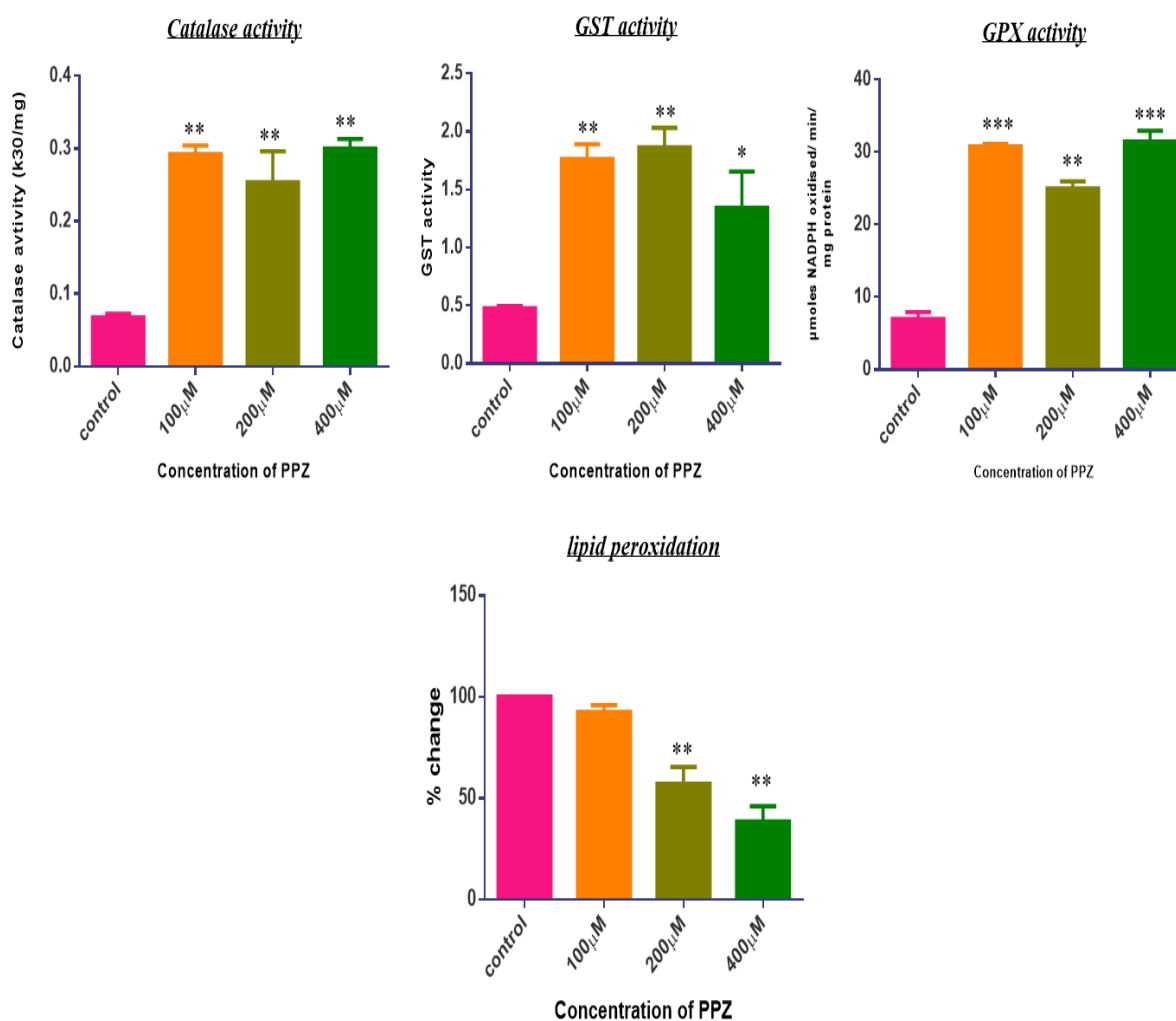 Catalase activity
Catalase avtivity (k30/mg)
0.4
0.3
0.2
0.1
0.0
**
**
**
control
100µM
200µM
400µM
Concentration of PPZ
GST activity
GST activity
2.5
2.0
1.5
1.0
0.5
0.0
**
**
*
control
100µM
200µM
400µM
Concentration of PPZ
GPX activity
µmoles NADPH oxidised/ min/
mg protein
40
30
20
10
0
***
**
***
control
100µM
200µM
400µM
Concentration of PPZ
lipid peroxidation
% change
150
100
50
0
**
**
control
100µM
200µM
400µM
Concentration of PPZ